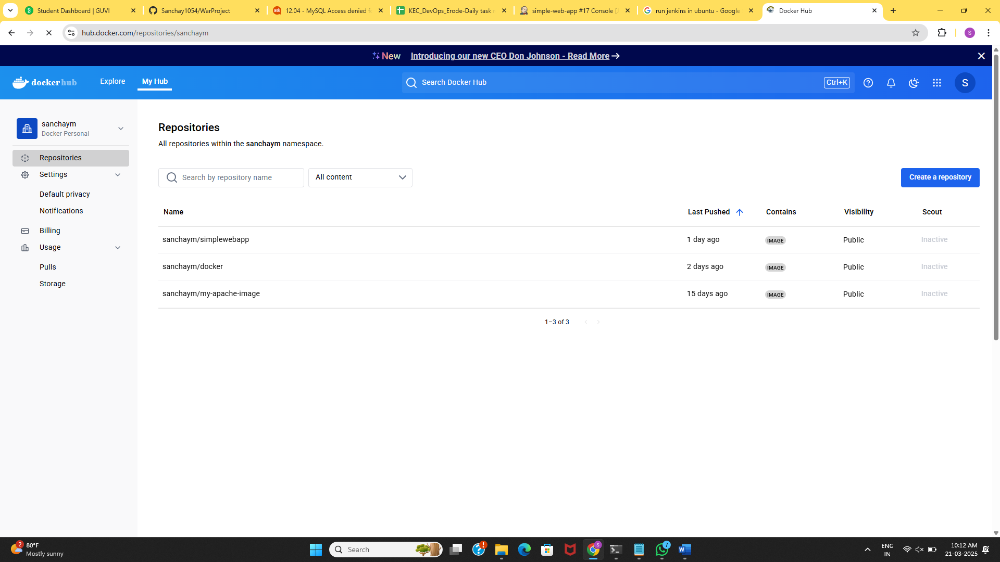 Student Dashboard | GUVI
Sanchay1054/WarProject
12.04 - MySQL Access denied fo
KEC_DevOps_Erode-Daily task r
simple-web-app #17 Console [J
run jenkins in ubuntu - Google
Docker Hub
hub.docker.com/repositories/sanchaym
S
New Introducing our new CEO Don Johnson - Read More
docker hub
Explore
My Hub
Search Docker Hub
Ctrl+K
S
sanchaym
Docker Personal
Repositories
Settings
Default privacy
Notifications
Billing
Usage
Pulls
Storage
Repositories
All repositories within the sanchaym namespace.
Search by repository name
All content
Create a repository
Name Last Pushed Contains Visibility Scout
sanchaym/simplewebapp 1 day ago IMAGE Public Inactive
sanchaym/docker 2 days ago IMAGE Public Inactive
sanchaym/my-apache-image 15 days ago IMAGE Public Inactive
1–3 of 3
2
80°F
Mostly sunny
Search
S
7
ENG
IN
10:12 AM
21-03-2025